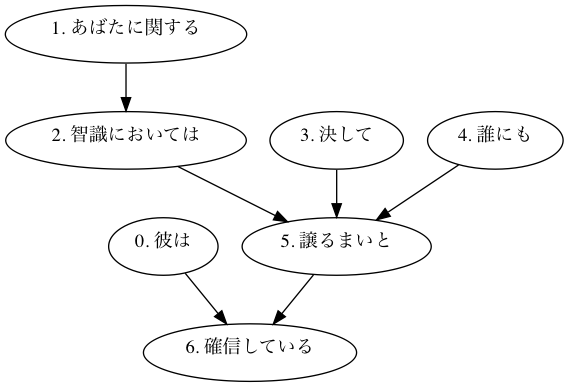 1. あばたに関する
2. 智識においては
3. 決して
4. 誰にも
0. 彼は
5. 譲るまいと
6. 確信している